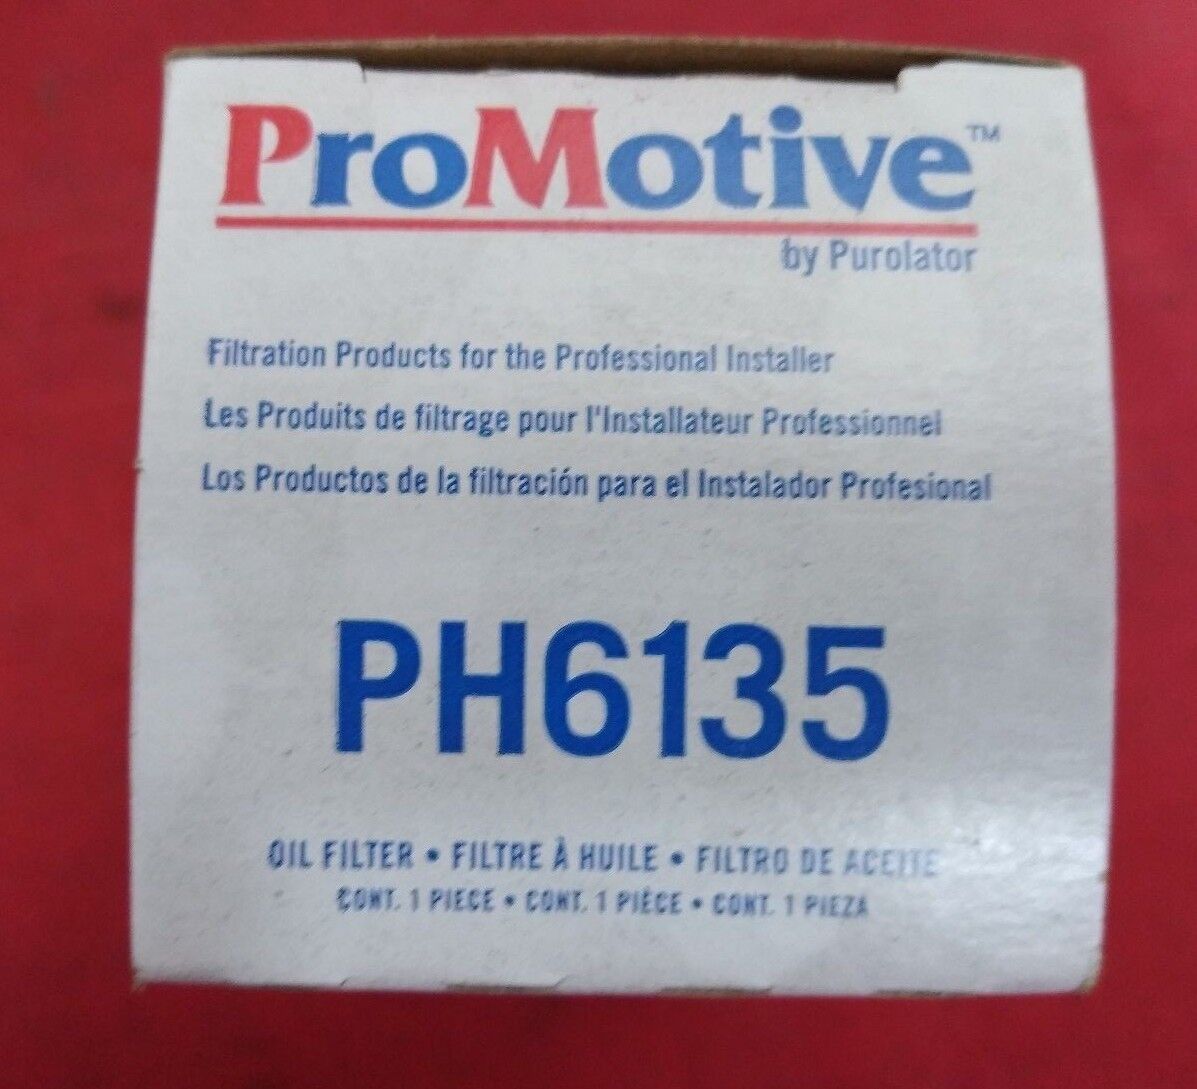 ProMotive™
by Purolator
Filtration Products for the Professional Installer
Les Produits de filtrage pour l'Installateur Professionnel
Los Productos de la filtración para el Instalador Profesional
PH6135
OIL FILTER • FILTRE À HUILE • FILTRO DE ACEITE
CONT. 1 PIECE • CONT. 1 PIÈCE • CONT. 1 PIEZA